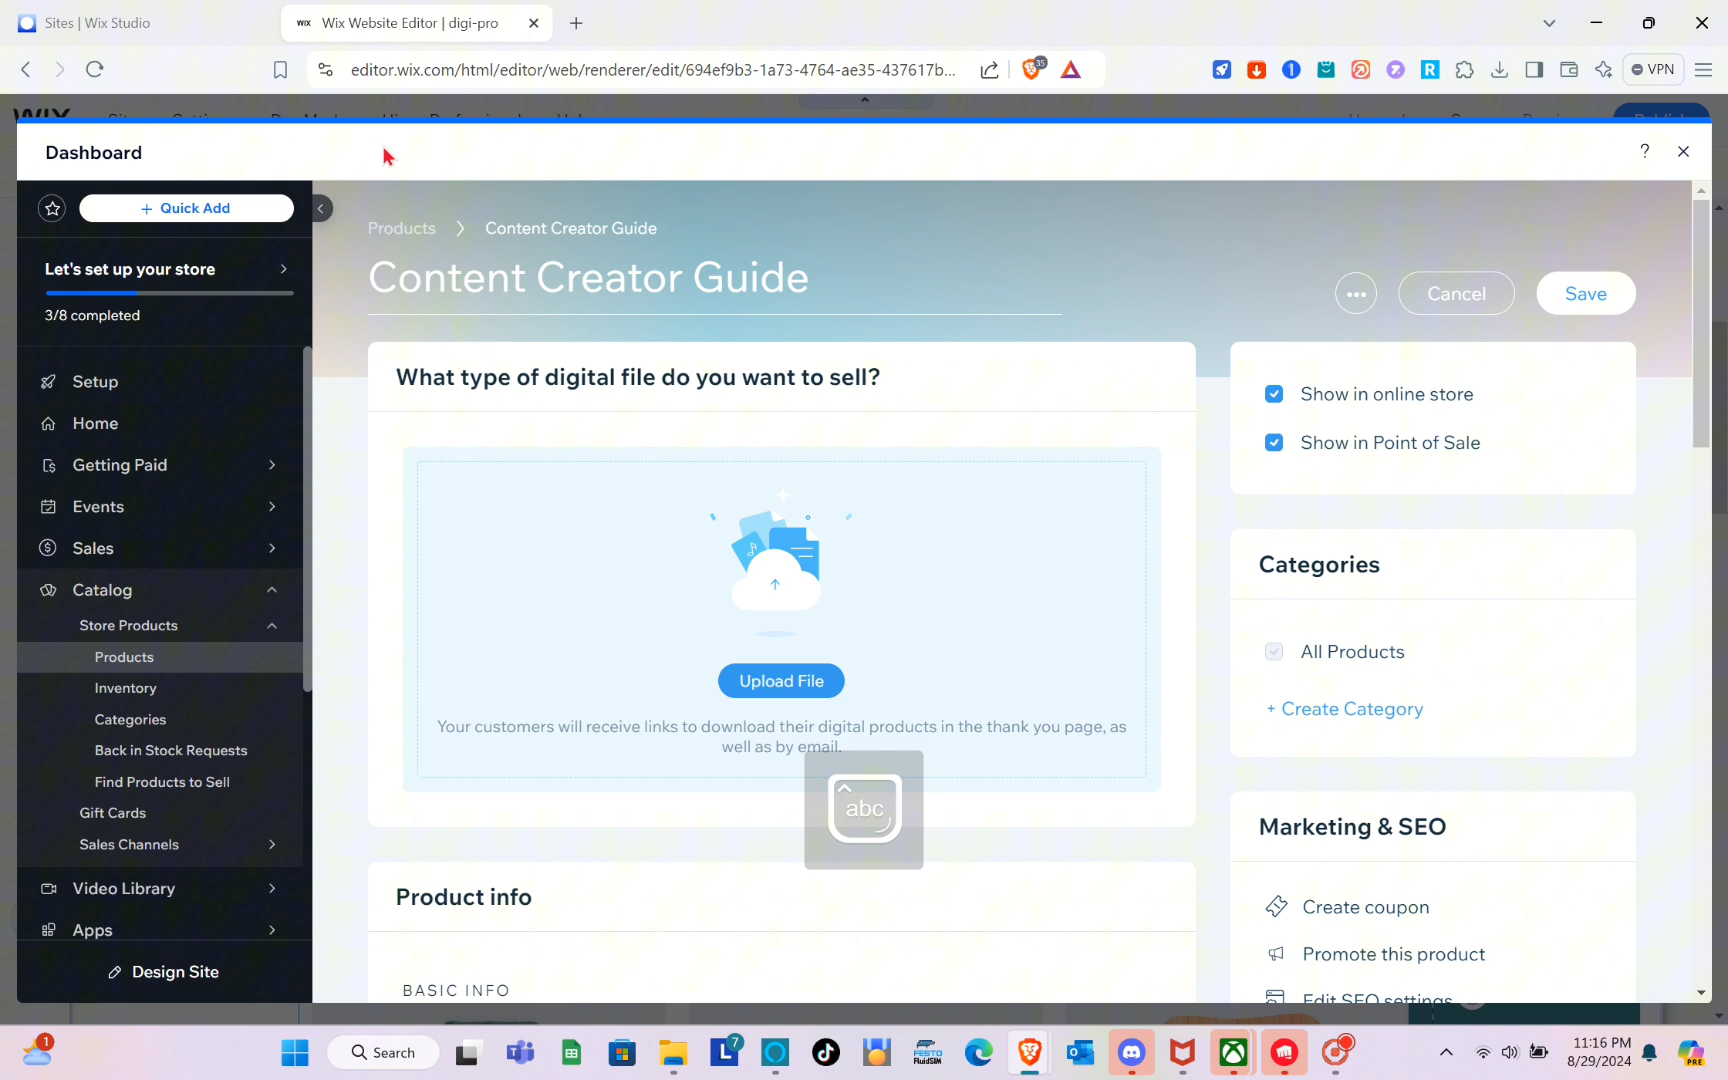 Sites | Wix Studio
WIX Wix Website Editor | digi-pro
editor.wix.com/html/editor/web/renderer/edit/694ef9b3-1a73-4764-ae35-437617b...
35
VPN
Dashboard
?
+ Quick Add
Let's set up your store
3/8 completed
Setup
Home
Getting Paid
Events
Sales
Catalog
Store Products
Products
Inventory
Categories
Back in Stock Requests
Find Products to Sell
Gift Cards
Sales Channels
Video Library
Apps
Design Site
Products > Content Creator Guide
Content Creator Guide
Cancel
Save
What type of digital file do you want to sell?
Upload File
Your customers will receive links to download their digital products in the thank you page, as
well as by email.
abc
Product info
BASIC INFO
Show in online store
Show in Point of Sale
Categories
All Products
+ Create Category
Marketing & SEO
Create coupon
Promote this product
Edit SEO settings
1
Search
7
FESTO
FluidSIM
11:16 PM
8/29/2024
PRE